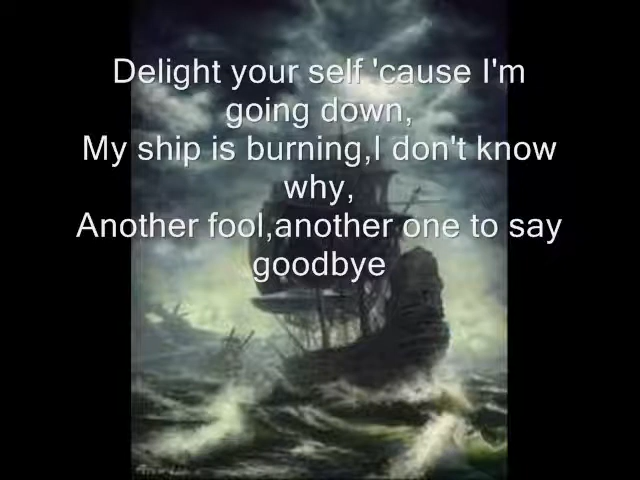 Delight your self 'cause I'm
going down,
My ship is burning,I don't know
why,
Another fool,another one to say
goodbye